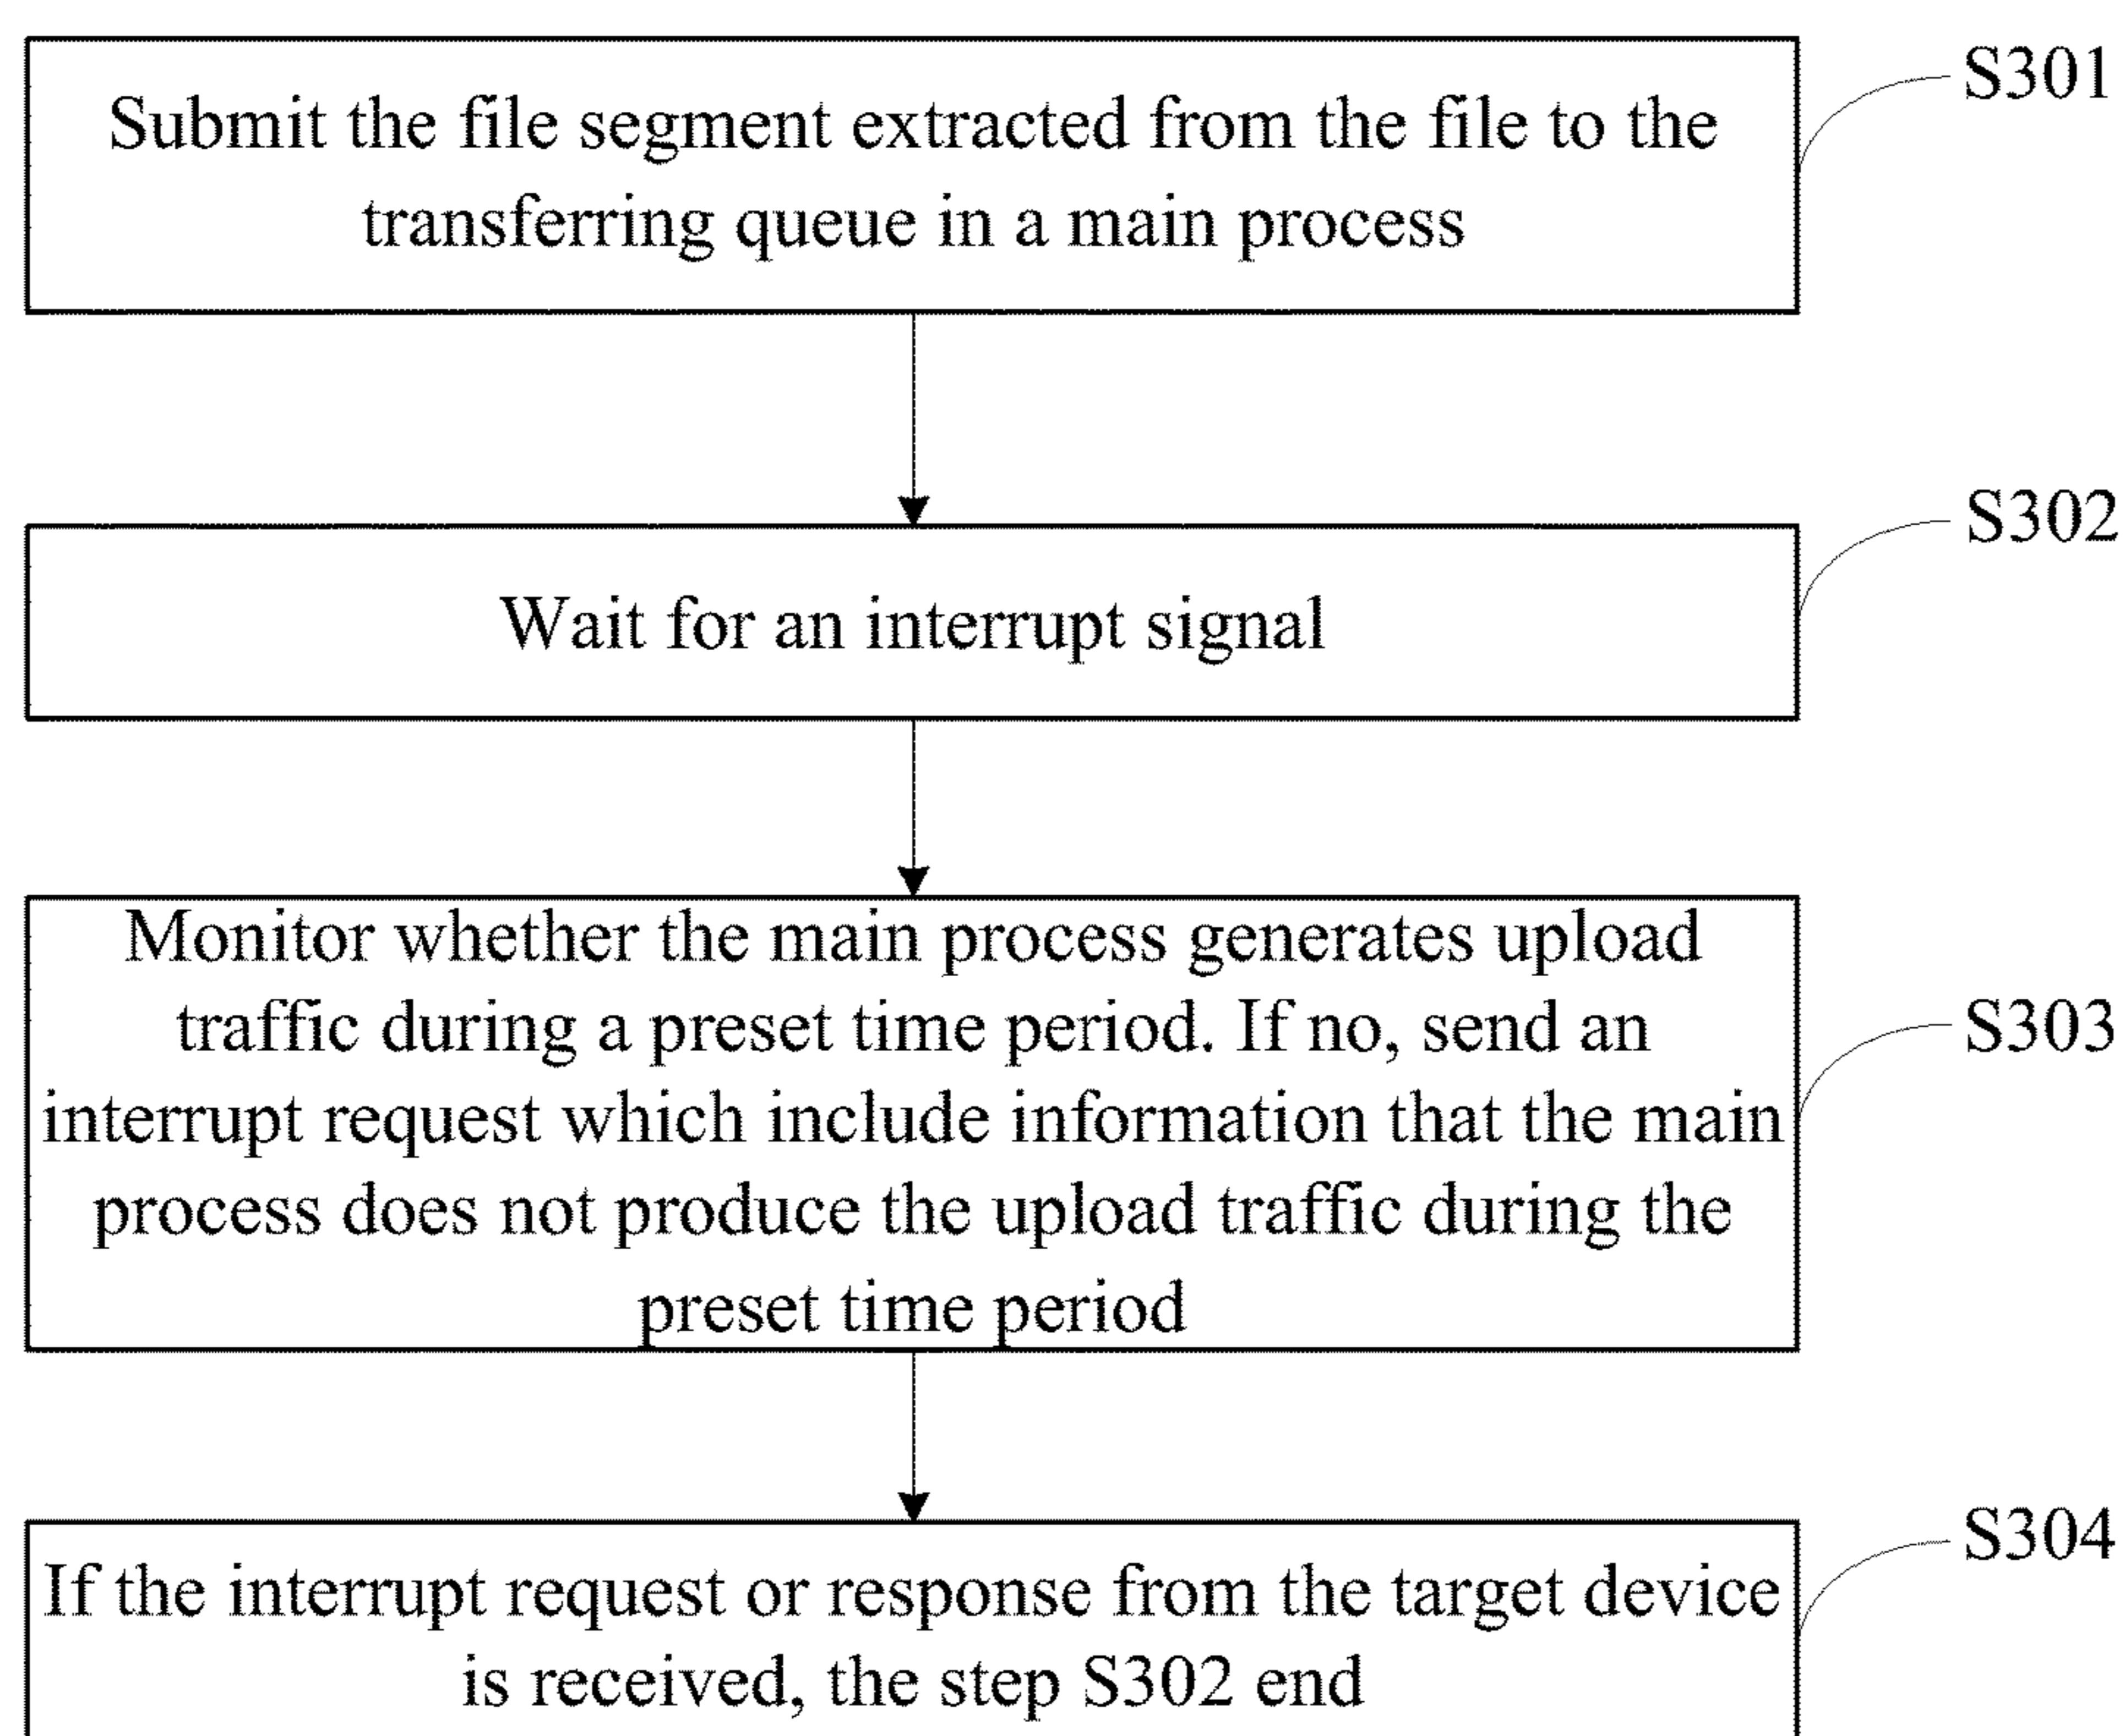 Submit the file segment extracted from the file to the
transferring queue in a main process
S301
Wait for an interrupt signal
S302
Monitor whether the main process generates upload
traffic during a preset time period. If no, send an
interrupt request which include information that the main
process does not produce the upload traffic during the
preset time period
S303
If the interrupt request or response from the target device
is received, the step S302 end
S304